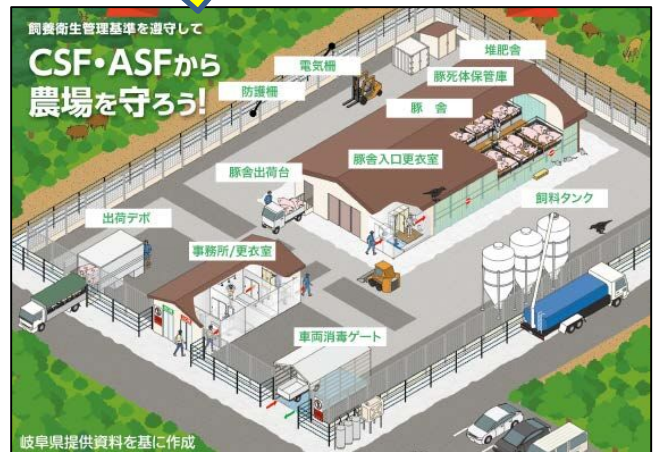 飼養衛生管理基準を遵守して
CSF・ASFから
農場を守ろう!
電気柵
防護柵
堆肥舎
豚死体保管庫
豚 舎
豚舎入口更衣室
豚舎出荷台
飼料タンク
出荷デポ
事務所/更衣室
車両消毒ゲート
岐阜県提供資料を基に作成